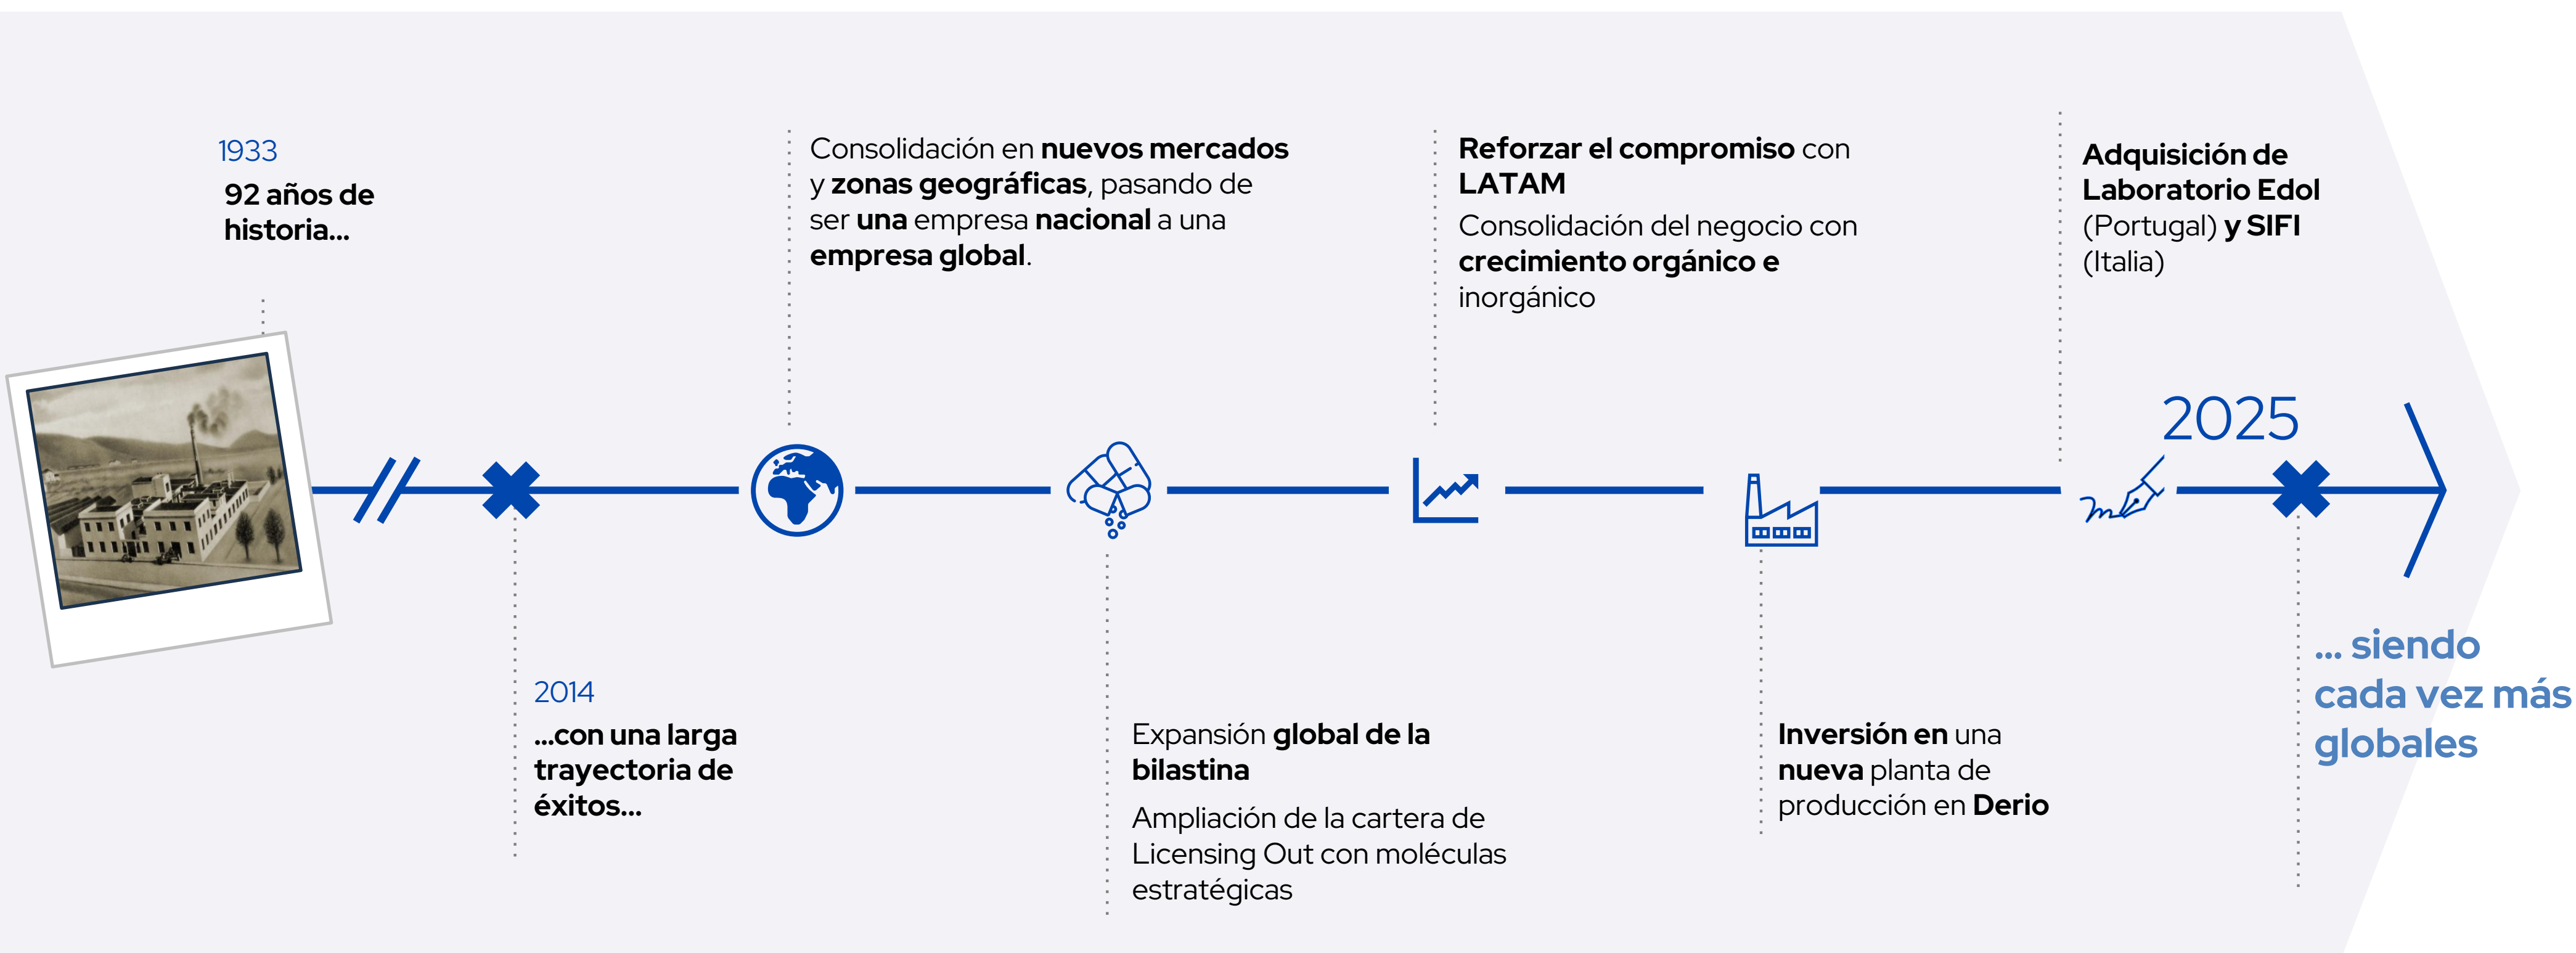 1933
92 años de
historia...
2014
...con una larga
trayectoria de
éxitos...
Consolidación en nuevos mercados
y zonas geográficas, pasando de
ser una empresa nacional a una
empresa global.
Expansión global de la
bilastina
Ampliación de la cartera de
Licensing Out con moléculas
estratégicas
Reforzar el compromiso con
LATAM
Consolidación del negocio con
crecimiento orgánico e
inorgánico
Inversión en una
nueva planta de
producción en Derio
Adquisición de
Laboratorio Edol
(Portugal) y SIFI
(Italia)
2025
... siendo
cada vez más
globales